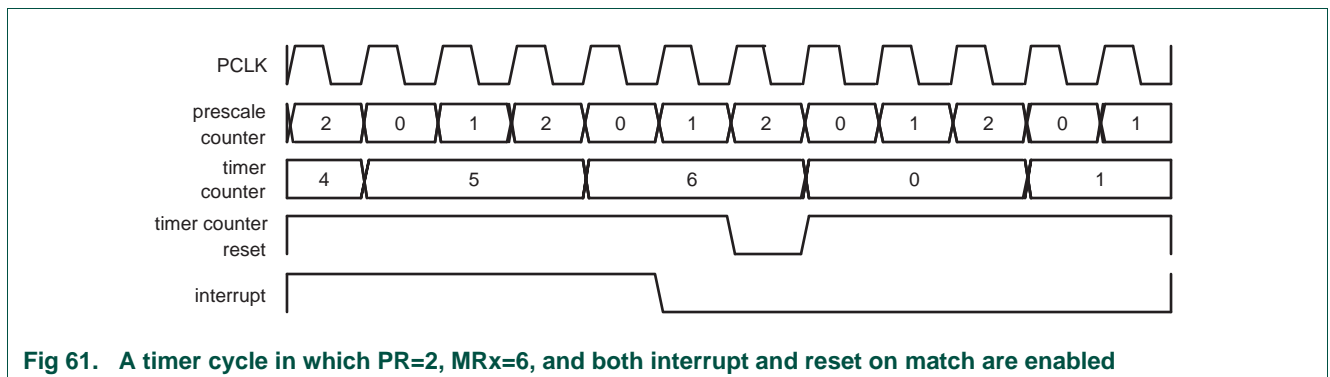 PCLK
prescale
counter
2 0 1 2 0 1 2 0 1 2 0 1
timer
counter
4 5 6 0 1
timer counter
reset
interrupt
Fig 61. A timer cycle in which PR=2, MRx=6, and both interrupt and reset on match are enabled